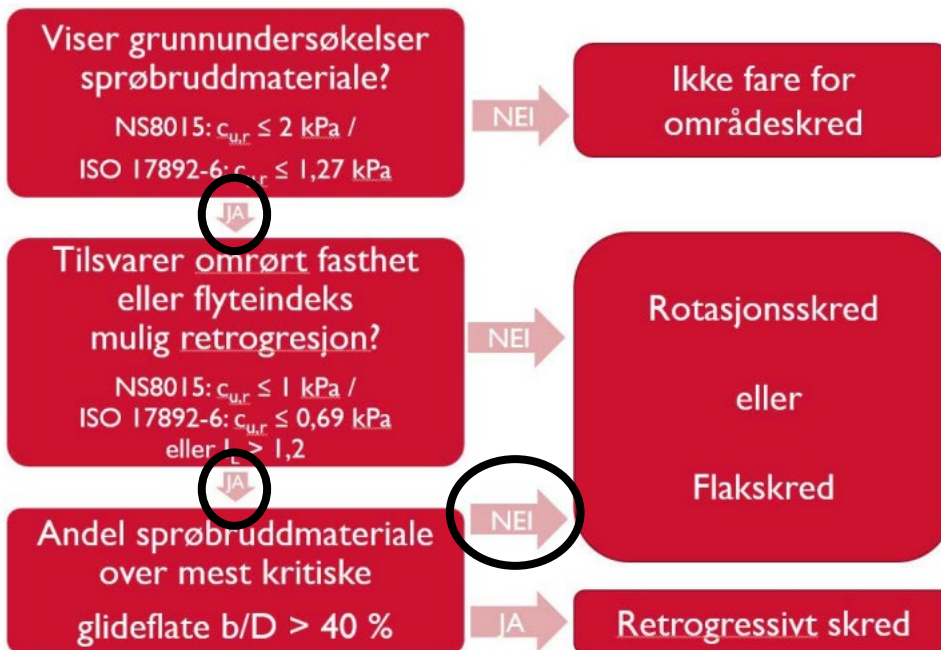 Viser grunnundersøkelser
sprøbruddmateriale?
NS8015: cu,r ≤ 2 kPa /
ISO 17892-6: cu,r ≤ 1,27 kPa
NEI
Ikke fare for
områdeskred
JA
Tilsvarer omrørt fasthet
eller flyteindeks
mulig retrogresjon?
NS8015: cu,r ≤ 1 kPa /
ISO 17892-6: cu,r ≤ 0,69 kPa
eller IL > 1,2
NEI
Rotasjonsskred
eller
Flakskred
JA
Andel sprøbruddmateriale
over mest kritiske
glideflate b/D > 40 %
NEI
JA
Retrogressivt skred